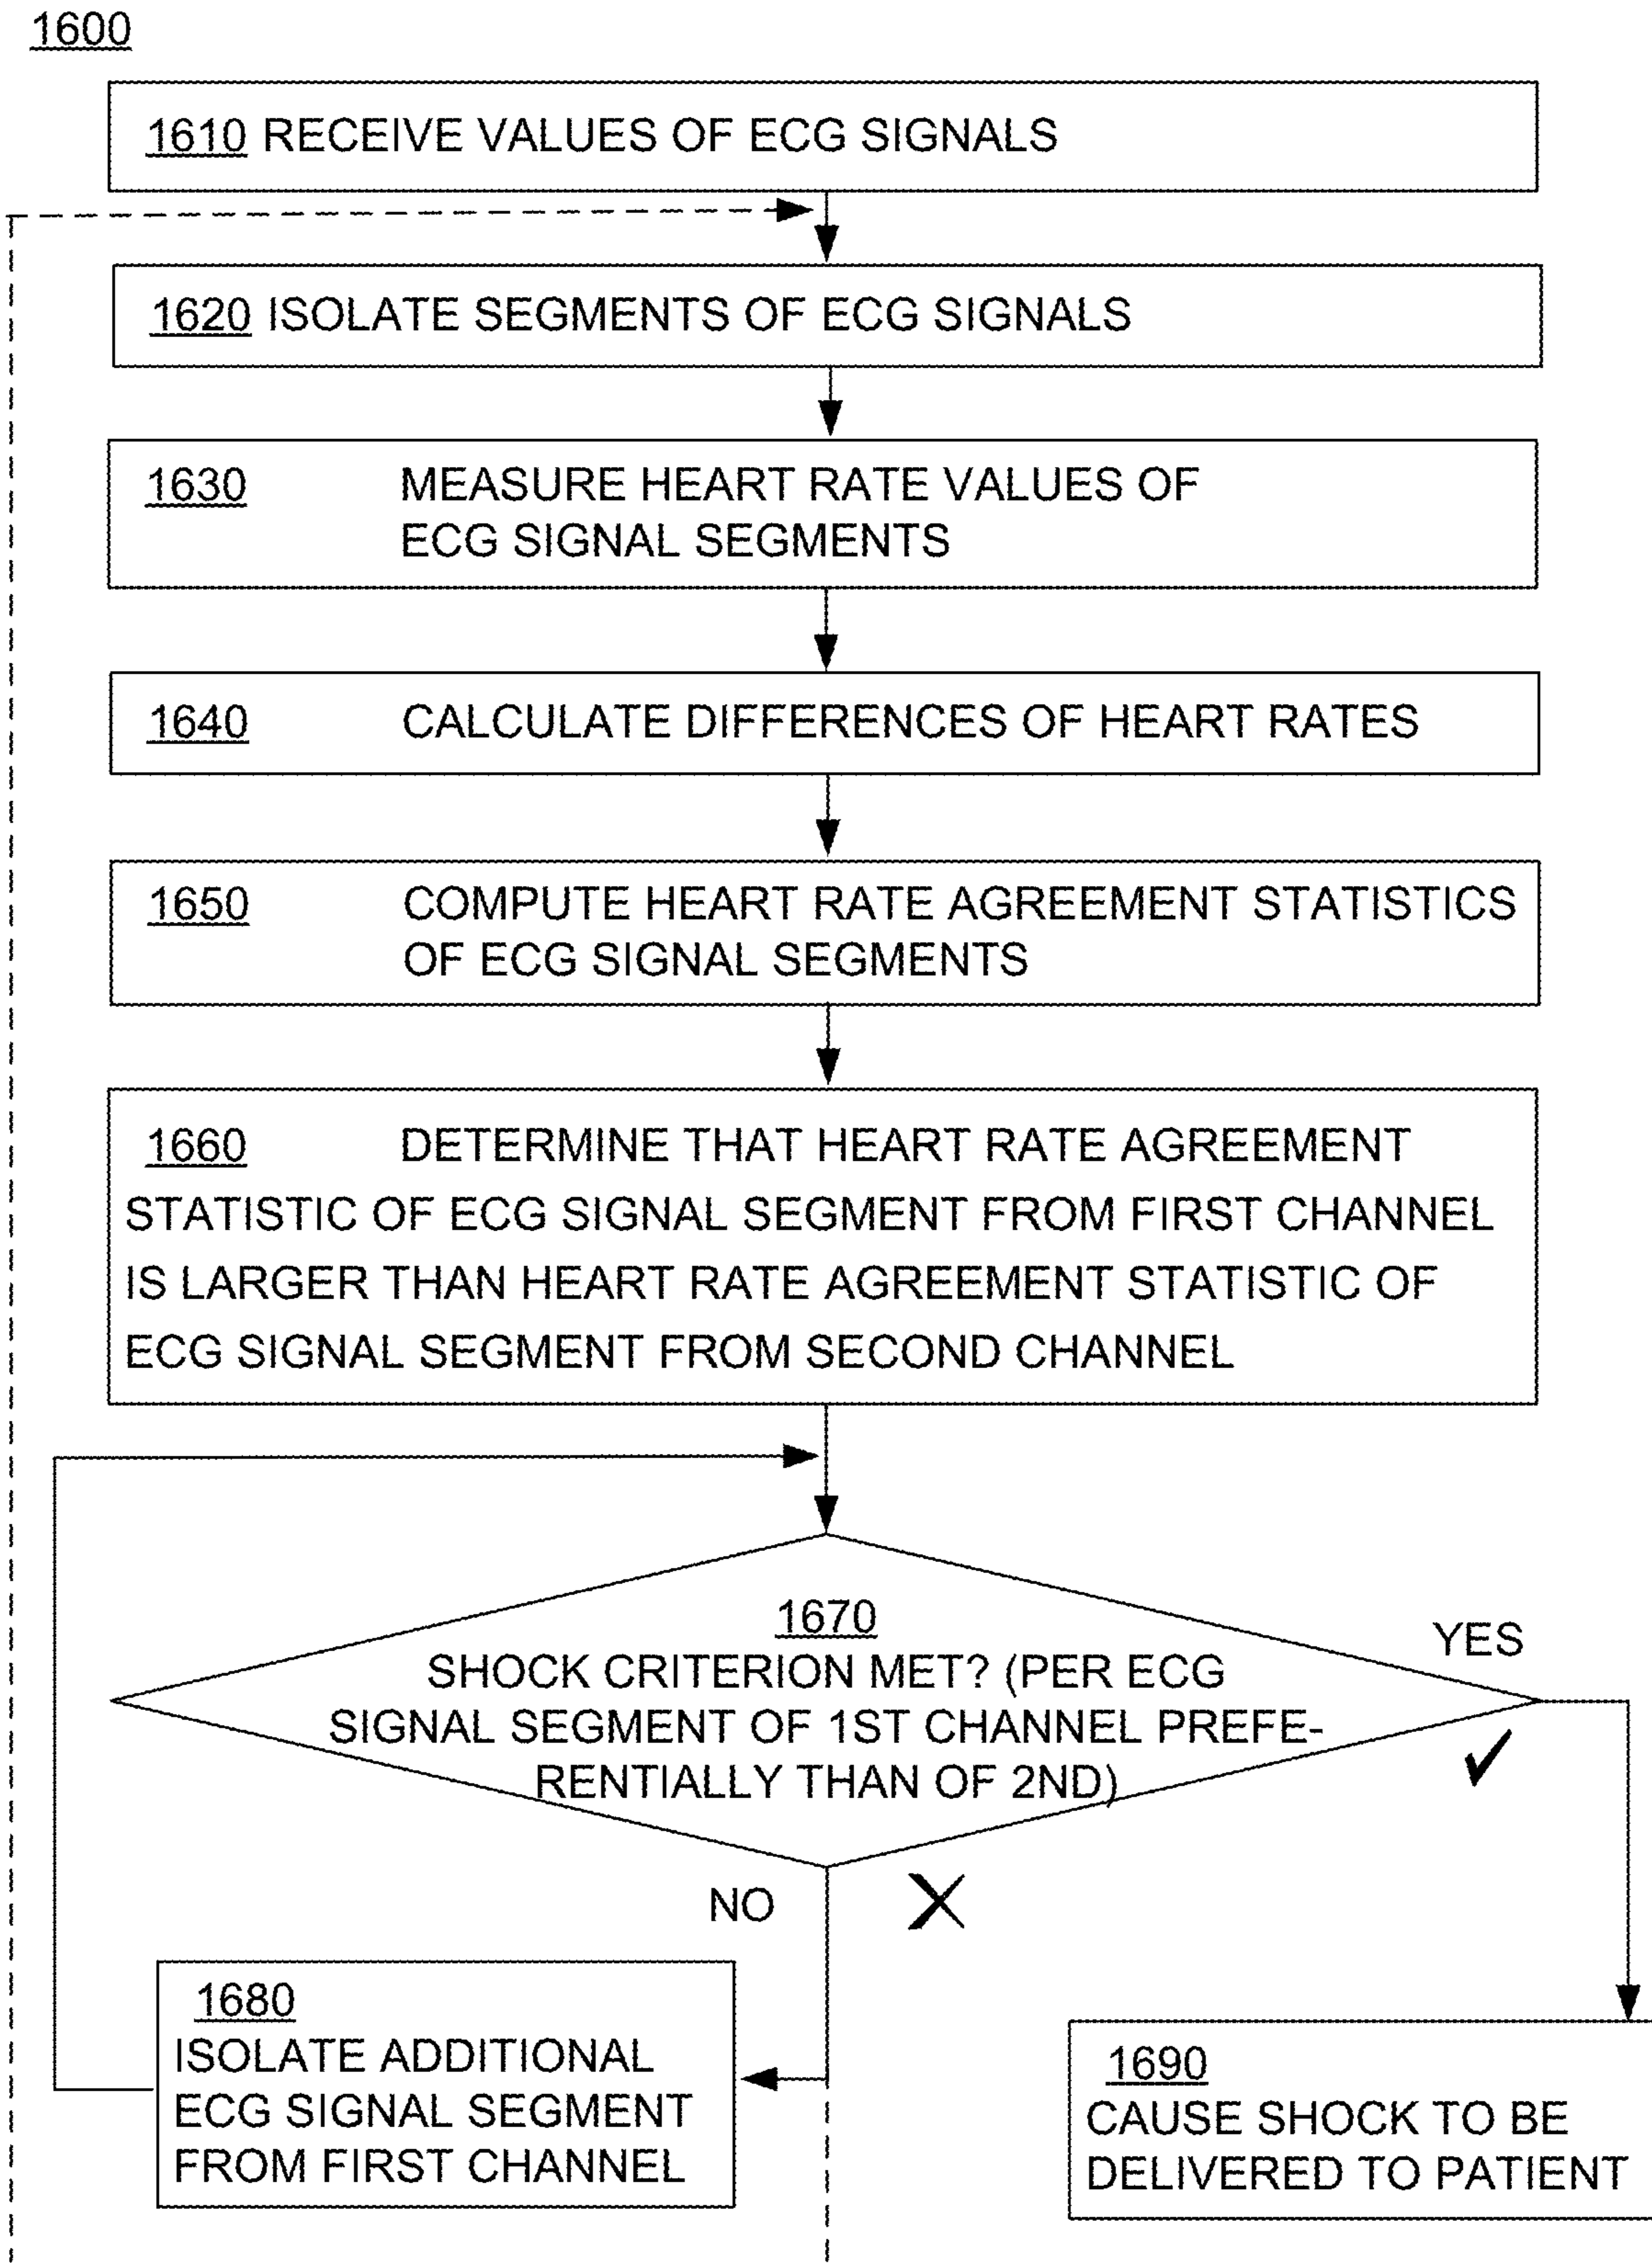 1600
1610 RECEIVE VALUES OF ECG SIGNALS
1620 ISOLATE SEGMENTS OF ECG SIGNALS
1630 MEASURE HEART RATE VALUES OF
ECG SIGNAL SEGMENTS
1640 CALCULATE DIFFERENCES OF HEART RATES
1650 COMPUTE HEART RATE AGREEMENT STATISTICS
OF ECG SIGNAL SEGMENTS
1660 DETERMINE THAT HEART RATE AGREEMENT
STATISTIC OF ECG SIGNAL SEGMENT FROM FIRST CHANNEL
IS LARGER THAN HEART RATE AGREEMENT STATISTIC OF
ECG SIGNAL SEGMENT FROM SECOND CHANNEL
1670
SHOCK CRITERION MET? (PER ECG
SIGNAL SEGMENT OF 1ST CHANNEL PREFE-
RENTIALLY THAN OF 2ND)
YES
NO
1680
ISOLATE ADDITIONAL
ECG SIGNAL SEGMENT
FROM FIRST CHANNEL
1690
CAUSE SHOCK TO BE
DELIVERED TO PATIENT